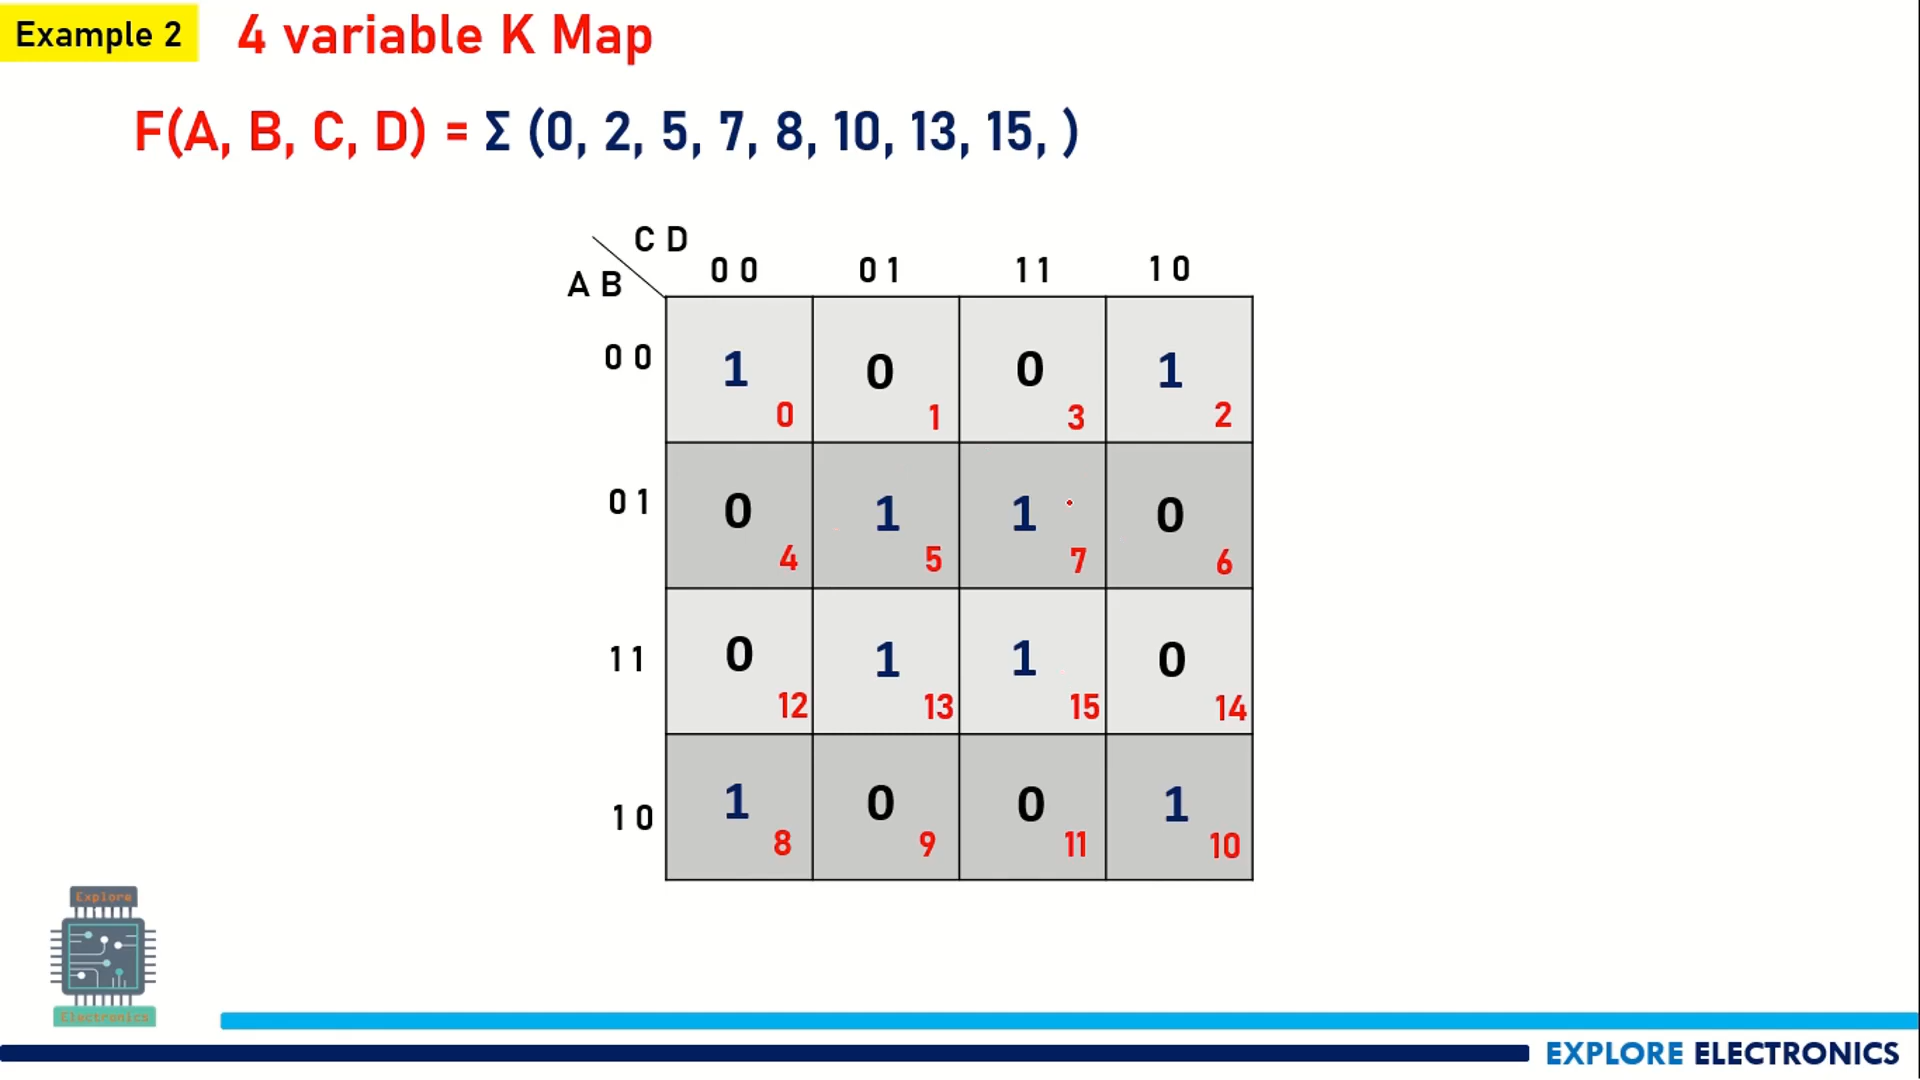 Example 2
4 variable K Map
F(A, B, C, D) = Σ (0, 2, 5, 7, 8, 10, 13, 15, )
C D
A B
0 0 0 1 1 1 1 0
0 0 1 0 0 1
0 1 3 2
0 1 0 1 1 0
4 5 7 6
1 1 0 1 1 0
12 13 15 14
1 0 1 0 0 1
8 9 11 10
Explore
Electronics
EXPLORE ELECTRONICS